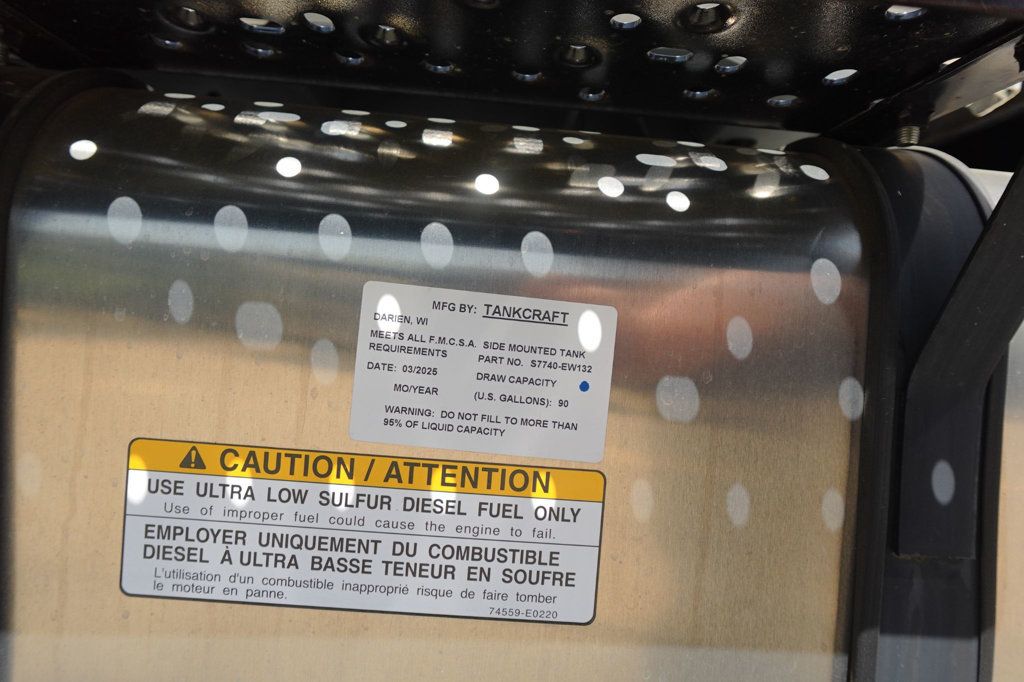 MFG BY: TANKCRAFT
DARIEN, WI
MEETS ALL F.M.C.S.A. SIDE MOUNTED TANK
REQUIREMENTS PART NO. S7740-EW132
DATE: 03/2025 DRAW CAPACITY
MO/YEAR (U.S. GALLONS): 90
WARNING: DO NOT FILL TO MORE THAN
95% OF LIQUID CAPACITY
CAUTION / ATTENTION
USE ULTRA LOW SULFUR DIESEL FUEL ONLY
Use of improper fuel could cause the engine to fail.
EMPLOYER UNIQUEMENT DU COMBUSTIBLE
DIESEL À ULTRA BASSE TENEUR EN SOUFRE
L'utilisation d'un combustible inapproprié risque de faire tomber
le moteur en panne.
74559-E0220